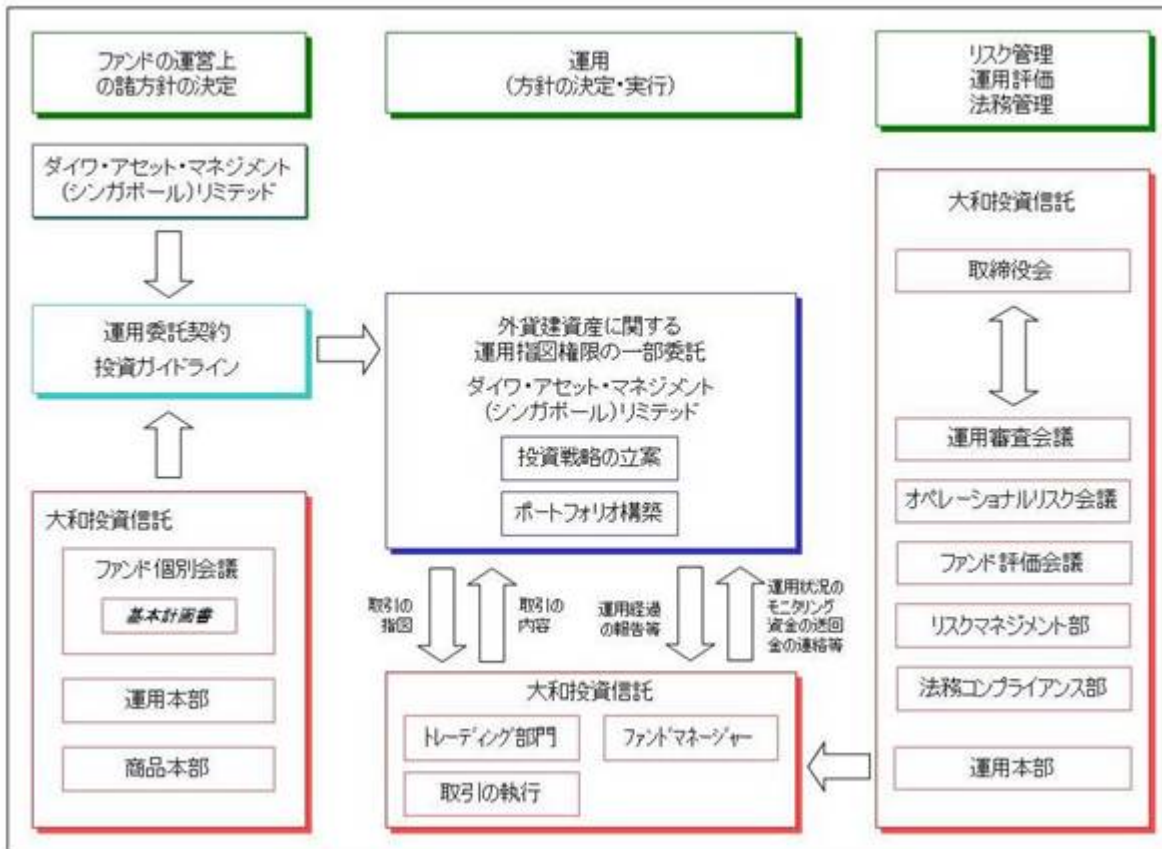 ファンドの運営上
の諸方針の決定
運用
(方針の決定・実行)
リスク管理
運用評価
法務管理
ダイワ・アセット・マネジメント
(シンガポール)リミテッド
運用委託契約
投資ガイドライン
大和投資信託
ファンド個別会議
基本計画書
運用本部
商品本部
外貨建資産に関する
運用指図権限の一部委託
ダイワ・アセット・マネジメント
(シンガポール)リミテッド
投資戦略の立案
ポートフォリオ構築
取引の
指図
取引の
内容
運用経過
の報告等
運用状況の
モニタリング
資金の送回
金の連絡等
大和投資信託
トレーディング部門
ファンドマネージャー
取引の執行
大和投資信託
取締役会
運用審査会議
オペレーショナルリスク会議
ファンド評価会議
リスクマネジメント部
法務コンプライアンス部
運用本部